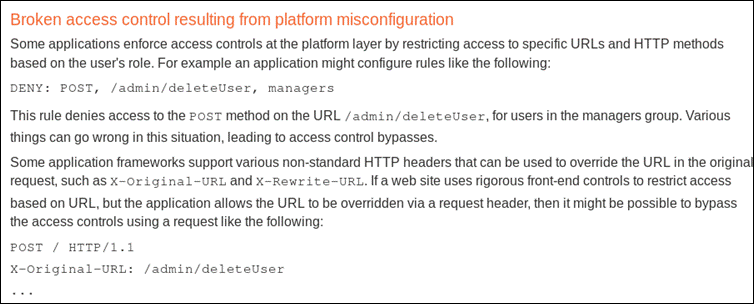 Broken access control resulting from platform misconfiguration
Some applications enforce access controls at the platform layer by restricting access to specific URLs and HTTP methods
based on the user's role. For example an application might configure rules like the following:
DENY: POST, /admin/deleteUser, managers
This rule denies access to the POST method on the URL /admin/deleteUser, for users in the managers group. Various
things can go wrong in this situation, leading to access control bypasses.
Some application frameworks support various non-standard HTTP headers that can be used to override the URL in the original
request, such as X-Original-URL and X-Rewrite-URL. If a web site uses rigorous front-end controls to restrict access
based on URL, but the application allows the URL to be overridden via a request header, then it might be possible to bypass
the access controls using a request like the following:
POST / HTTP/1.1
X-Original-URL: /admin/deleteUser
...